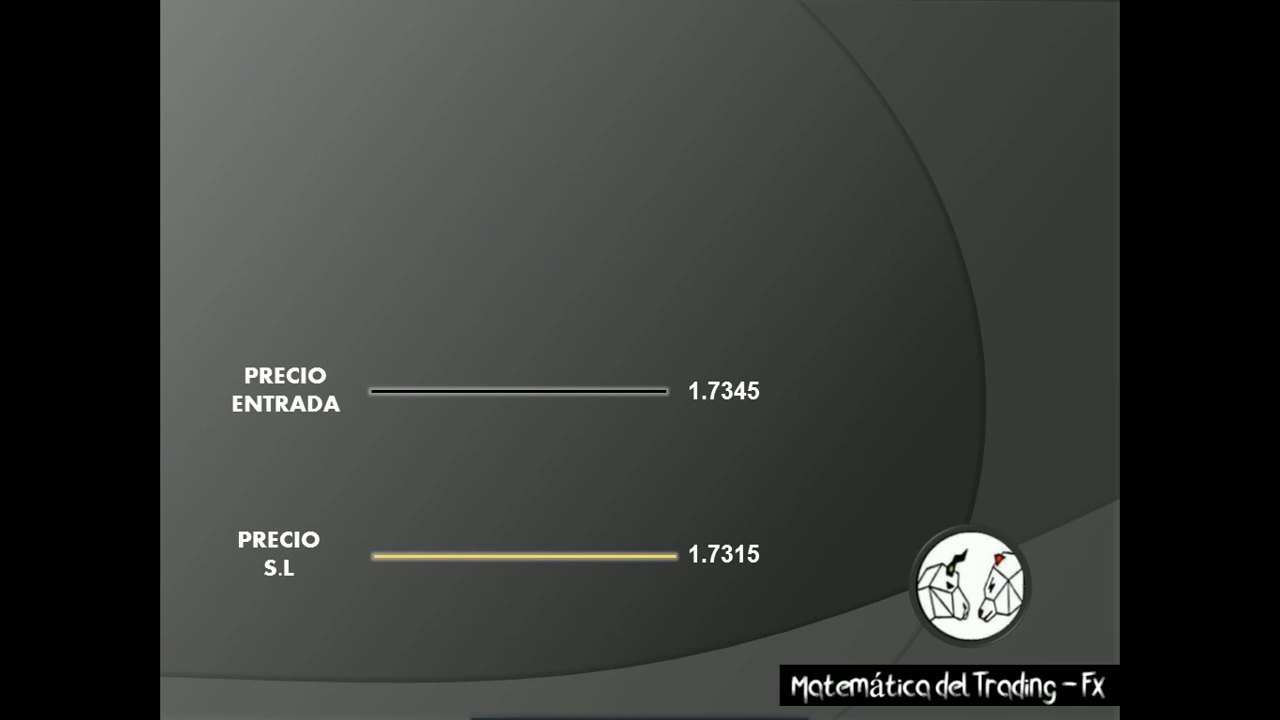 PRECIO
ENTRADA
1.7345
PRECIO
S.L
1.7315
Matemática del Trading - Fx